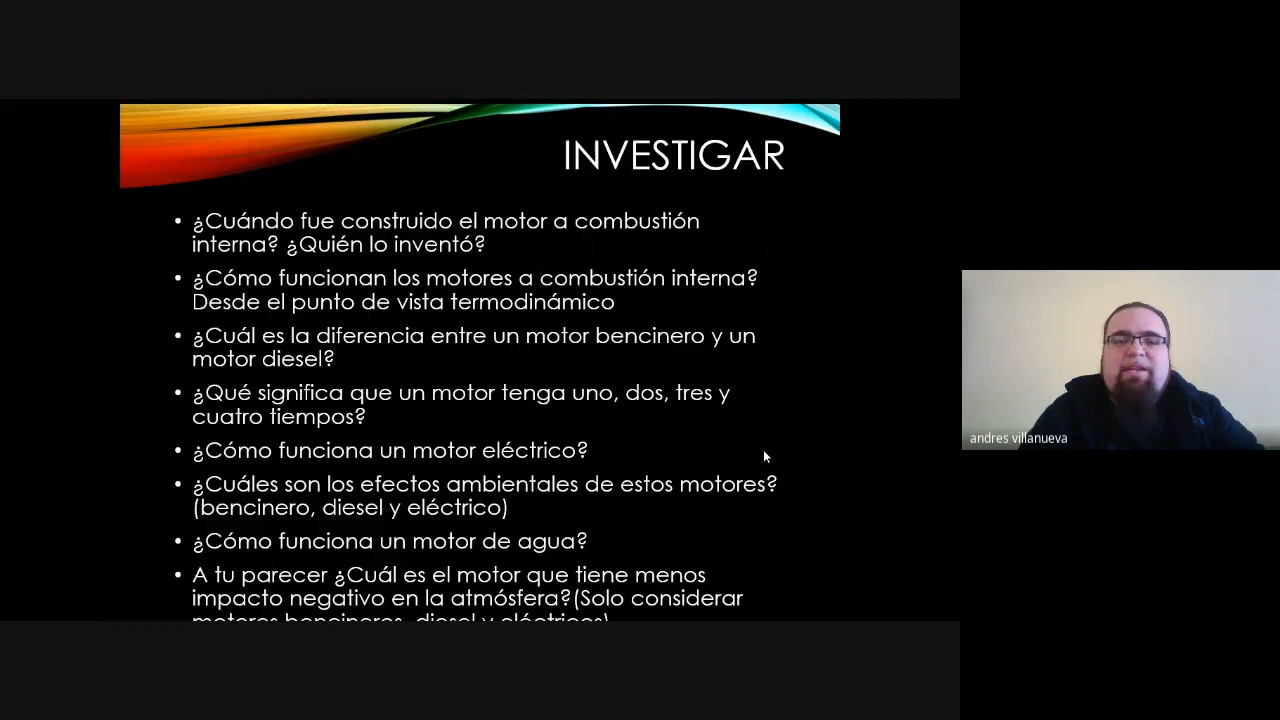 INVESTIGAR
• ¿Cuándo fue construido el motor a combustión
interna? ¿Quién lo inventó?
• ¿Cómo funcionan los motores a combustión interna?
Desde el punto de vista termodinámico
• ¿Cuál es la diferencia entre un motor bencinero y un
motor diesel?
• ¿Qué significa que un motor tenga uno, dos, tres y
cuatro tiempos?
• ¿Cómo funciona un motor eléctrico?
• ¿Cuáles son los efectos ambientales de estos motores?
(bencinero, diesel y eléctrico)
• ¿Cómo funciona un motor de agua?
• A tu parecer ¿Cuál es el motor que tiene menos
impacto negativo en la atmósfera?(Solo considerar
motores bencineros, diesel y eléctricos)
andres villanueva